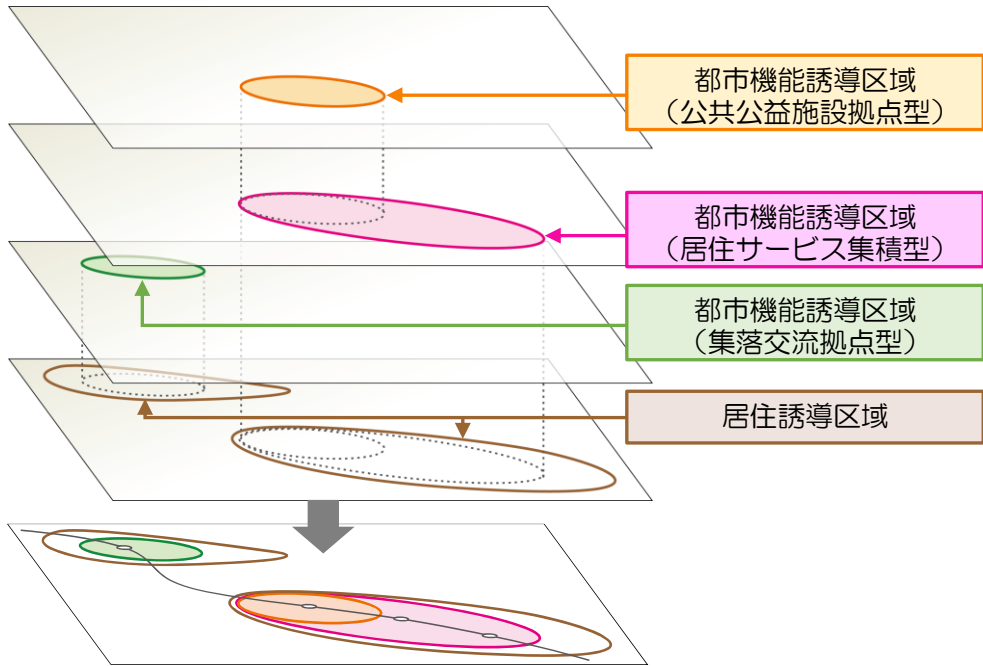 都市機能誘導区域
（公共公益施設拠点型）
都市機能誘導区域
（居住サービス集積型）
都市機能誘導区域
（集落交流拠点型）
居住誘導区域